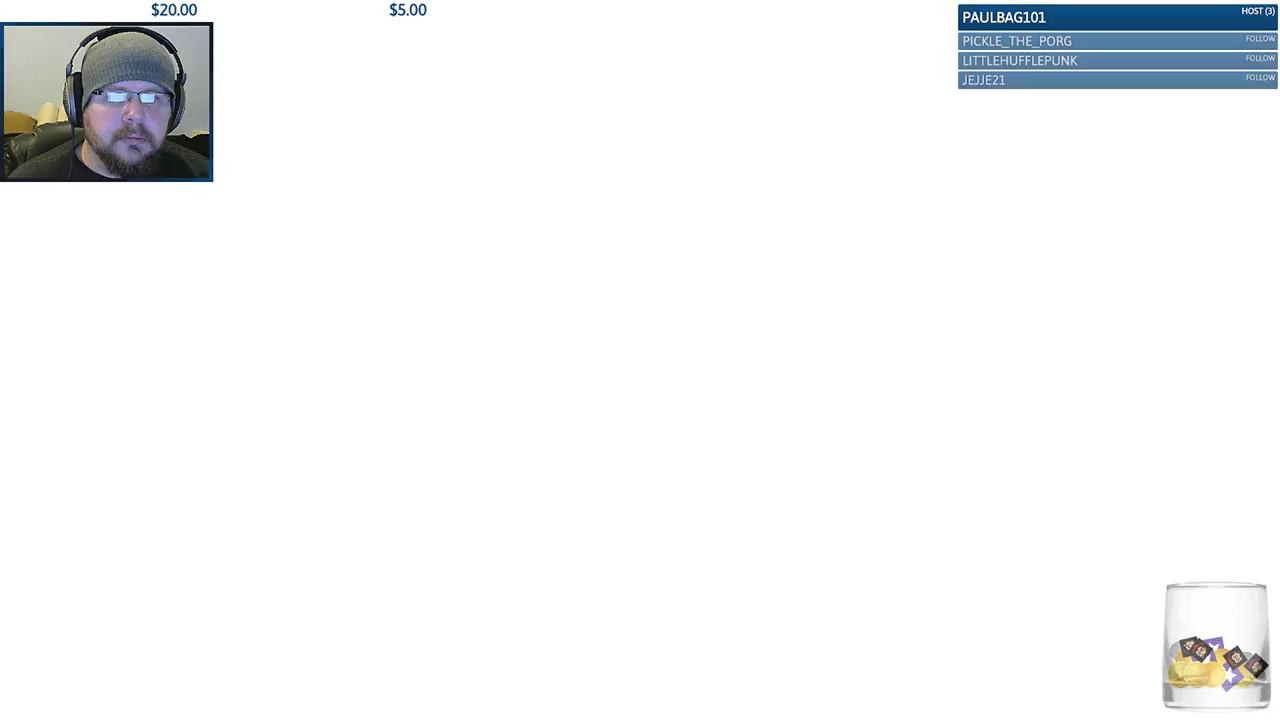 $20.00 $5.00
PAULBAG101 HOST (3)
PICKLE_THE_PORG FOLLOW
LITTLEHUFFLEPUNK FOLLOW
JEJJE21 FOLLOW